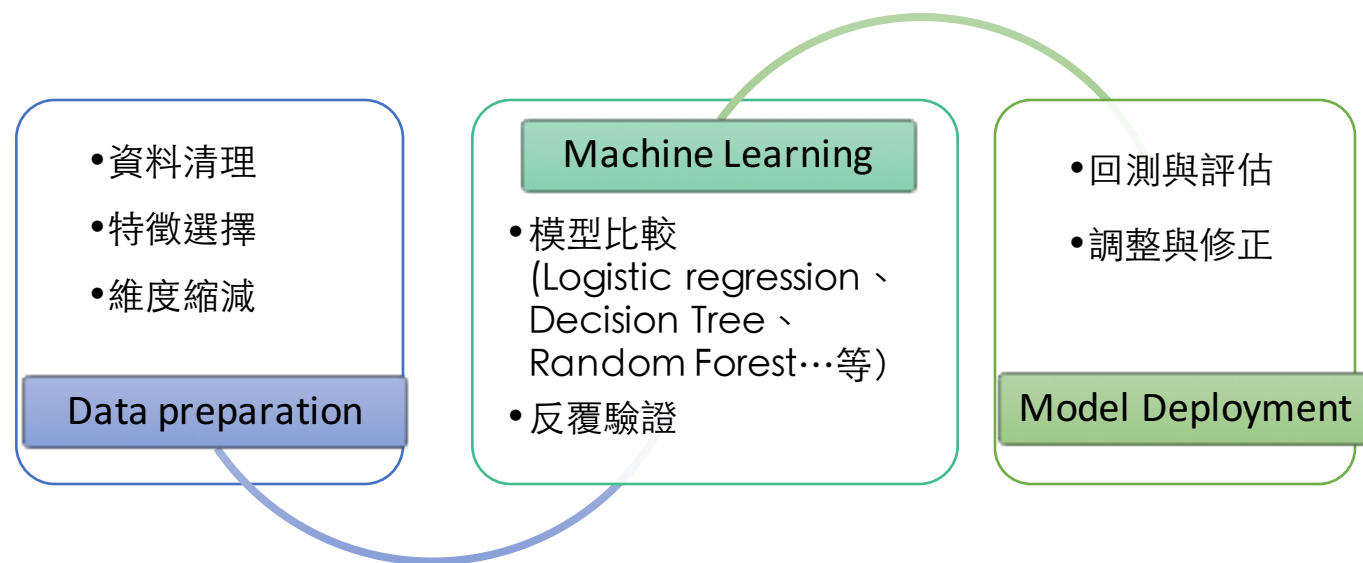 •資料清理
•特徵選擇
•維度縮減
Data preparation
Machine Learning
•模型比較
(Logistic regression、
Decision Tree、
Random Forest…等)
•反覆驗證
•回測與評估
•調整與修正
Model Deployment